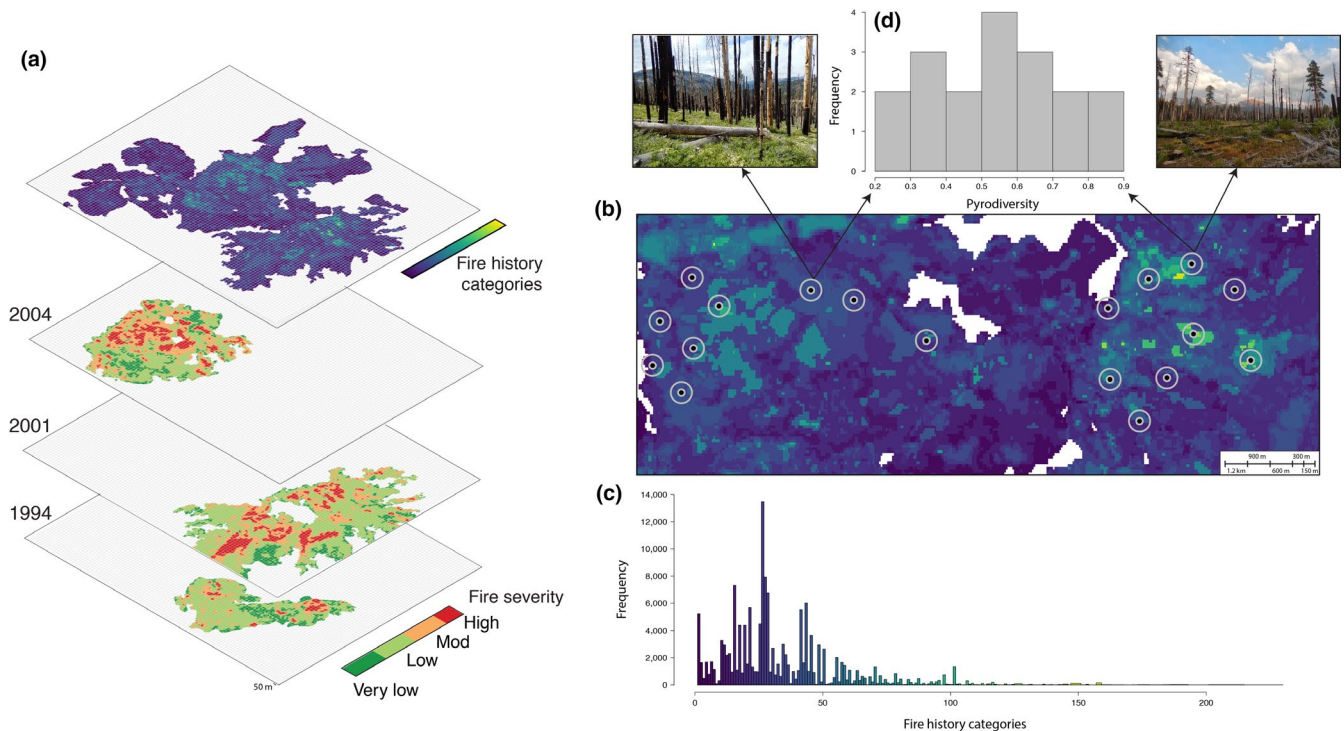 (a)
Fire history
categories
2004
2001
1994
Fire severity
High
Mod
Low
Very low
50 m
(d)
Frequency
4
3
2
1
0
0.2 0.3 0.4 0.5 0.6 0.7 0.8 0.9
Pyrodiversity
(b)
900 m 300 m
1.2 km 600 m 150 m
(c)
Frequency
14,000
12,000
10,000
8,000
6,000
4,000
2,000
0
0 50 100 150 200
Fire history categories